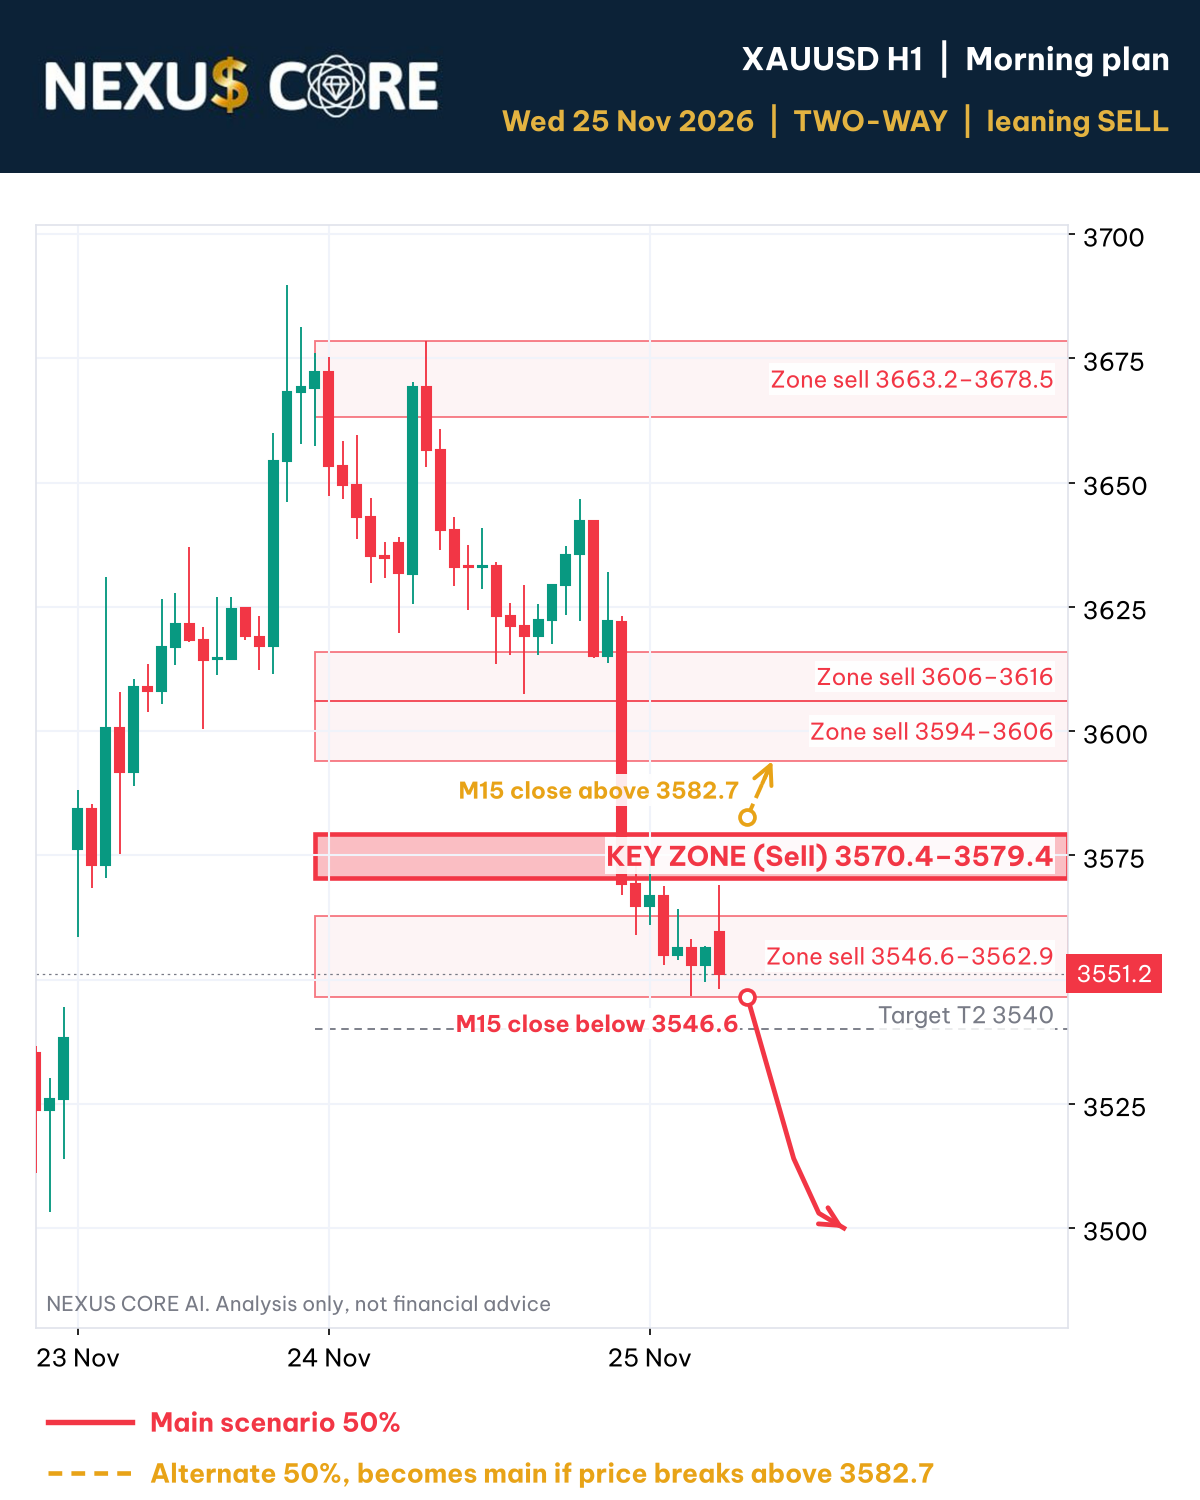 NEXU$ CORE
XAUUSD H1 | Morning plan
Wed 25 Nov 2026 | TWO-WAY | leaning SELL
3700
3675
Zone sell 3663.2–3678.5
3650
3625
Zone sell 3606–3616
Zone sell 3594–3606
3600
M15 close above 3582.7
KEY ZONE (Sell) 3570.4–3579.4
3575
Zone sell 3546.6–3562.9
3551.2
Target T2 3540
M15 close below 3546.6
3525
3500
NEXUS CORE AI. Analysis only, not financial advice
23 Nov
24 Nov
25 Nov
Main scenario 50%
Alternate 50%, becomes main if price breaks above 3582.7